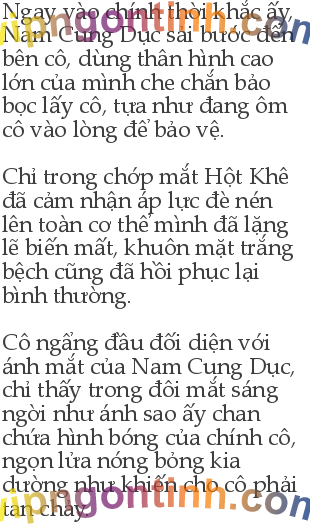 Ngay vào chính thời khắc ấy,
Nam Cung Dục sải bước đến
bên cô, dùng thân hình cao
lớn của mình che chắn bảo
bọc lấy cô, tựa như đang ôm
cô vào lòng để bảo vệ.
Chỉ trong chớp mắt Hột Khê
đã cảm nhận áp lực đè nén
lên toàn cơ thể mình đã lặng
lẽ biến mất, khuôn mặt trắng
bệch cũng đã hồi phục lại
bình thường.
Cô ngẩng đầu đối diện với
ánh mắt của Nam Cung Dục,
chỉ thấy trong đôi mắt sáng
ngời như ánh sao ấy chan
chứa hình bóng của chính cô,
ngọn lửa nóng bỏng kia
dường như khiến cho cô phải
tan chảy.
vipngontinh.com
vipngontinh.com